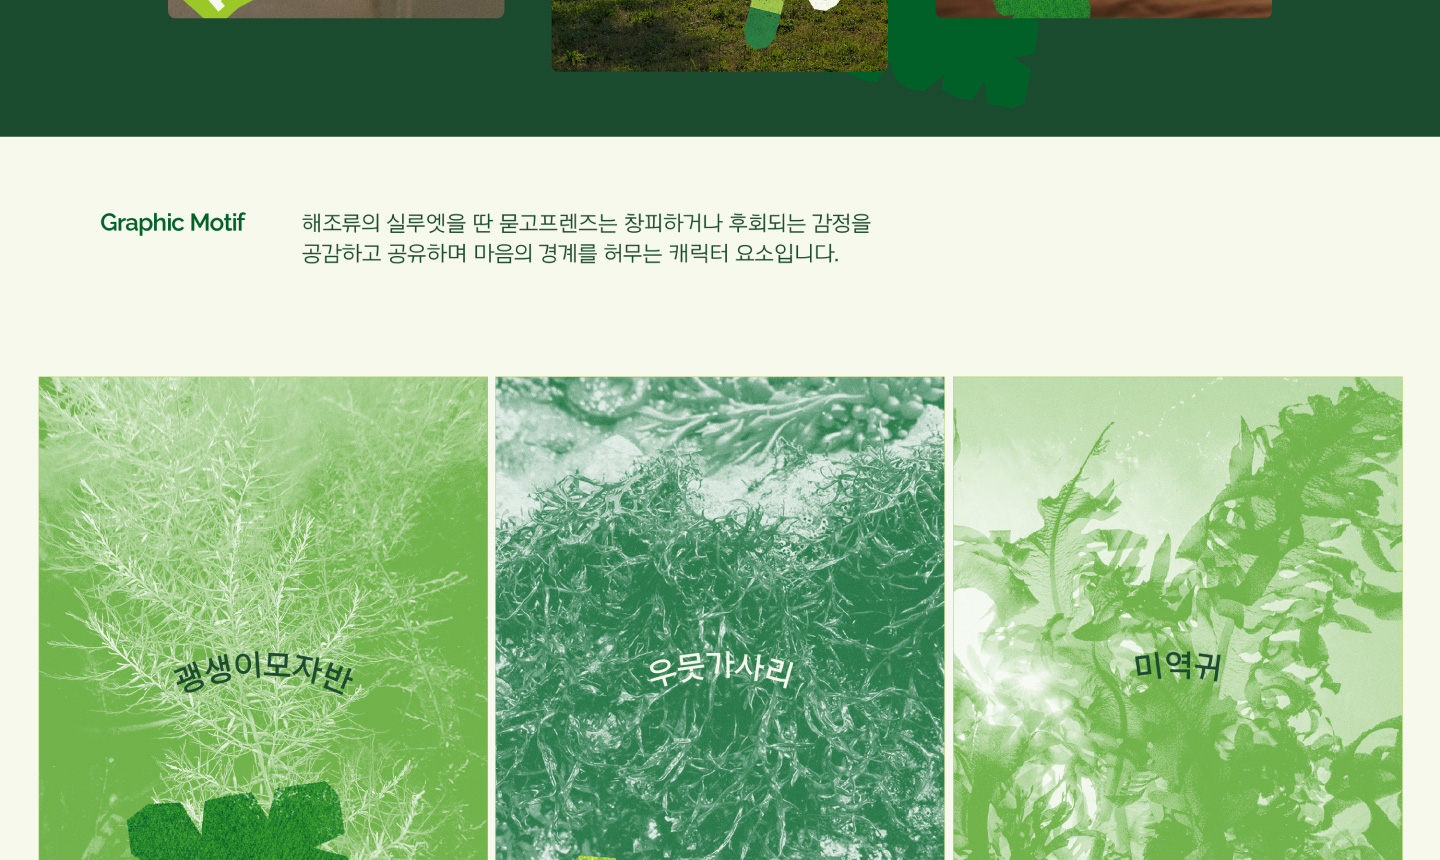 Graphic Motif
해조류의 실루엣을 딴 묻고프렌즈는 창피하거나 후회되는 감정을
공감하고 공유하며 마음의 경계를 허무는 캐릭터 요소입니다.
괭생이모자반
우뭇가사리
미역귀